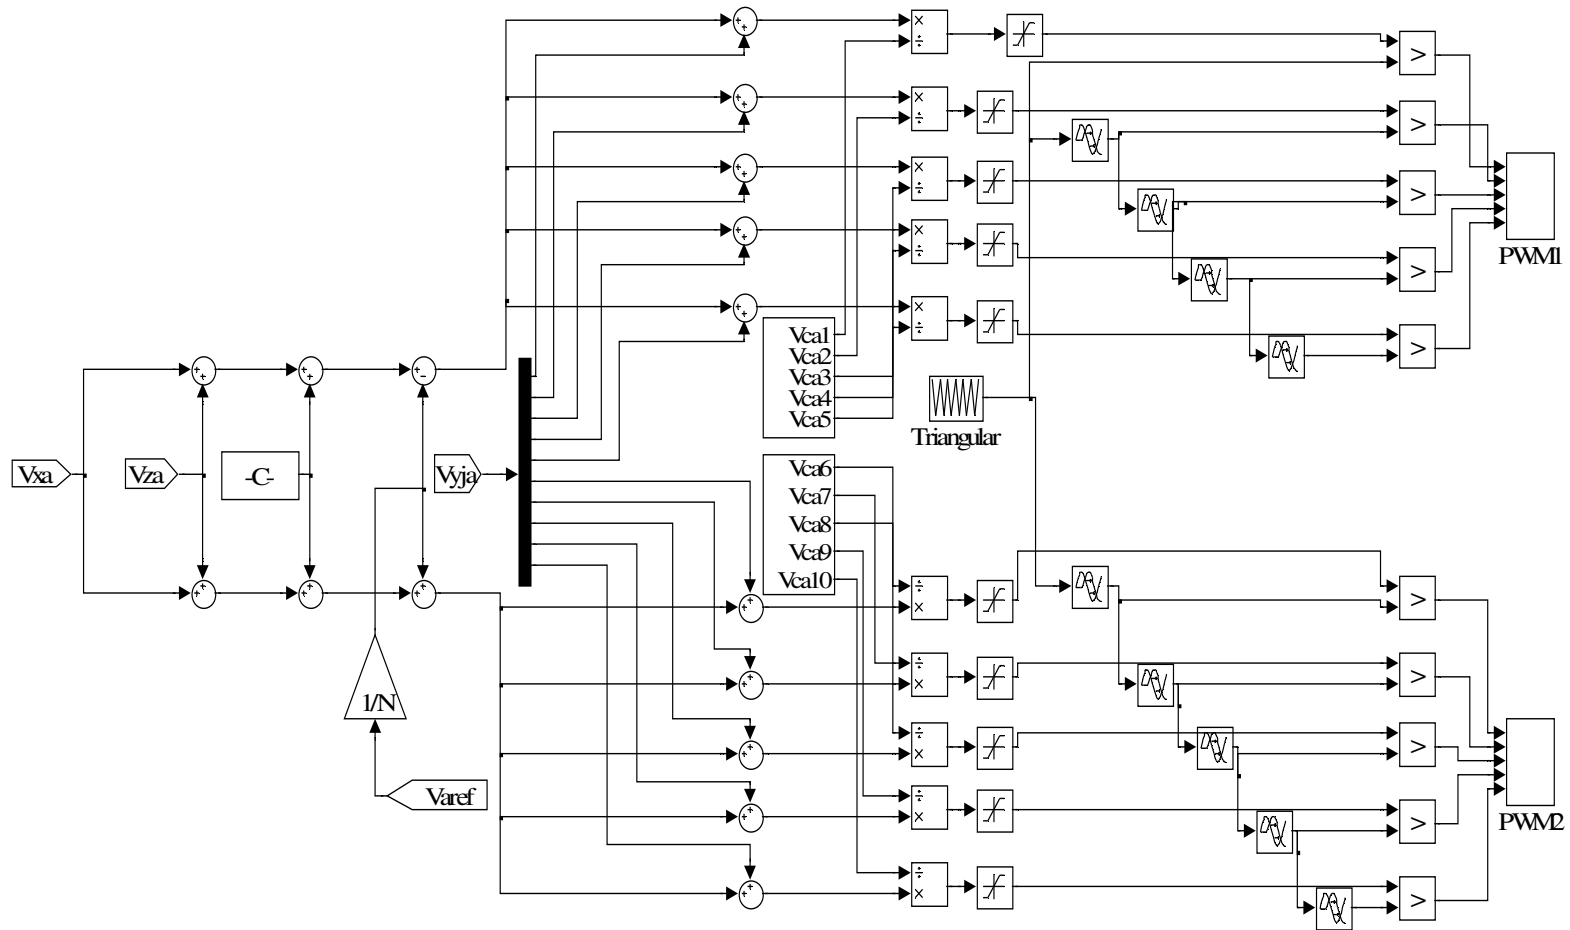 PWM1
Vca1
Vca2
Vca3
Vca4
Vca5
Triangular
Vxa
Vza
-C-
Vyja
Vca6
Vca7
Vca8
Vca9
Vca10
1/N
Varef
PWM2